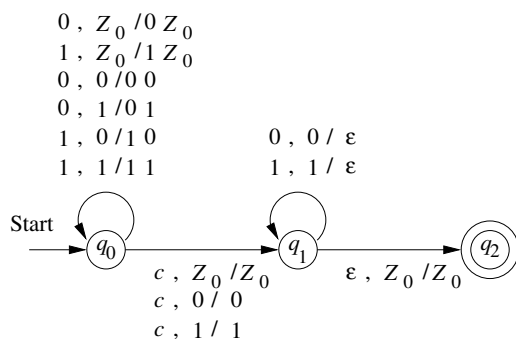 0 , Z0 /0 Z0
1 , Z0 /1 Z0
0 , 0 /0 0
0 , 1 /0 1
1 , 0 /1 0
1 , 1 /1 1
0 , 0 / ε
1 , 1 / ε
Start
q0
q1
q2
c , Z0 /Z0
c , 0 / 0
c , 1 / 1
ε , Z0 /Z0